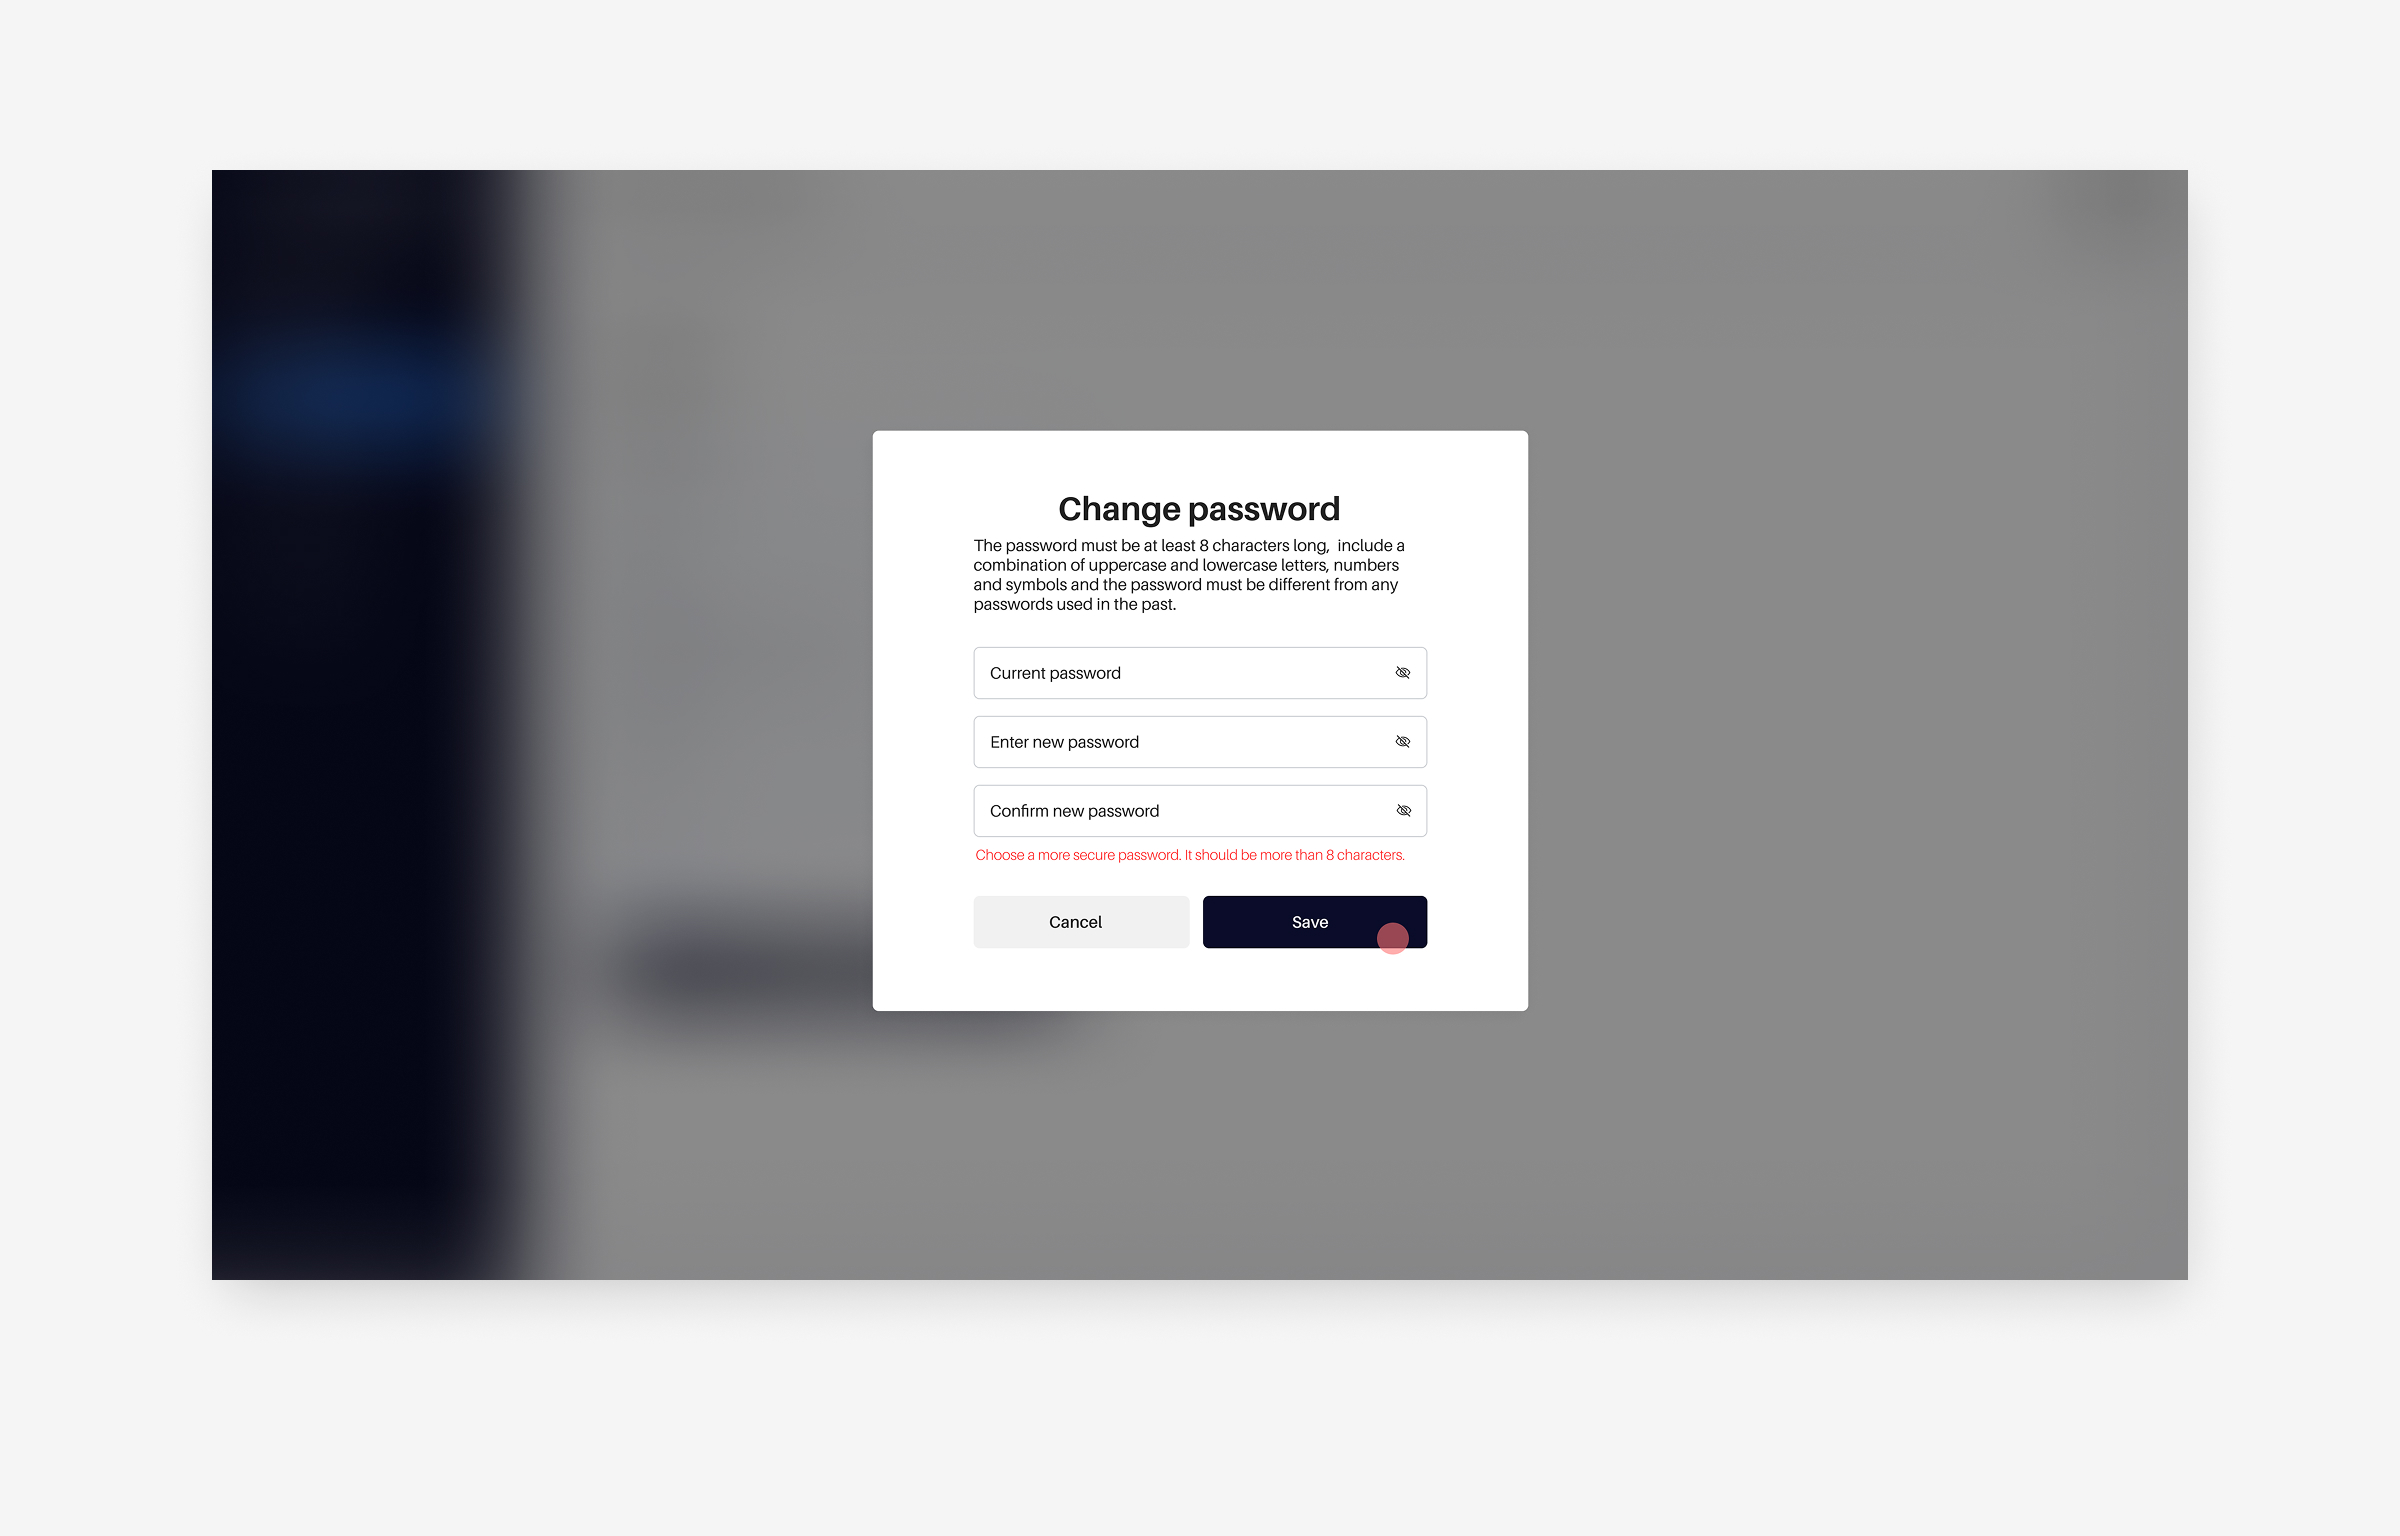 Change password
The password must be at least 8 characters long,  include a
combination of uppercase and lowercase letters, numbers
and symbols and the password must be different from any
passwords used in the past.
Current password
Enter new password
Confirm new password
Choose a more secure password. It should be more than 8 characters.
Cancel
Save